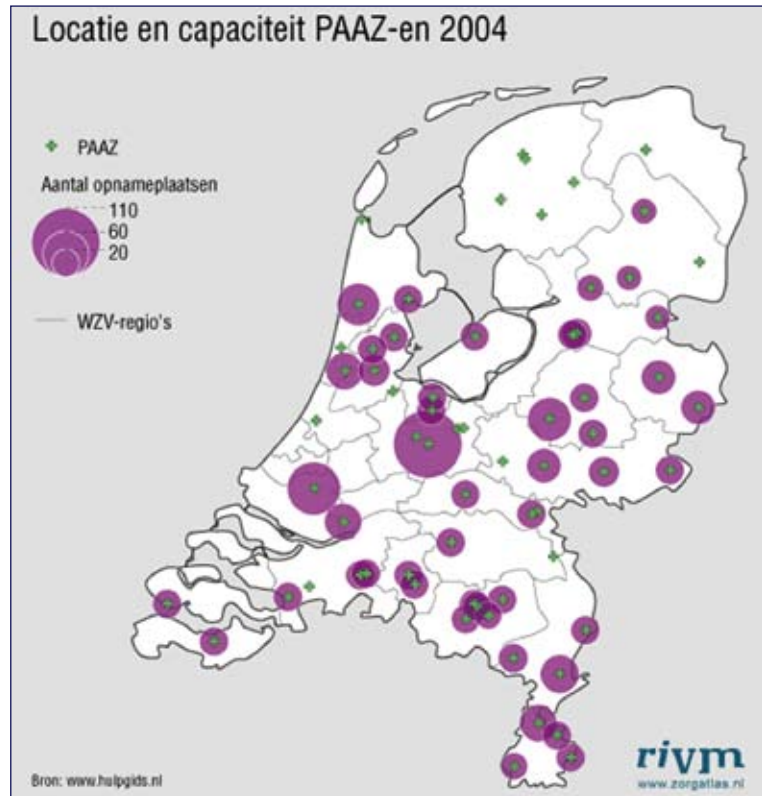 Locatie en capaciteit PAAZ-en 2004
PAAZ
Aantal opnameplaatsen
110
60
20
WZV-regio's
Bron: www.hulpgids.nl
rivm
www.zorgatlas.nl